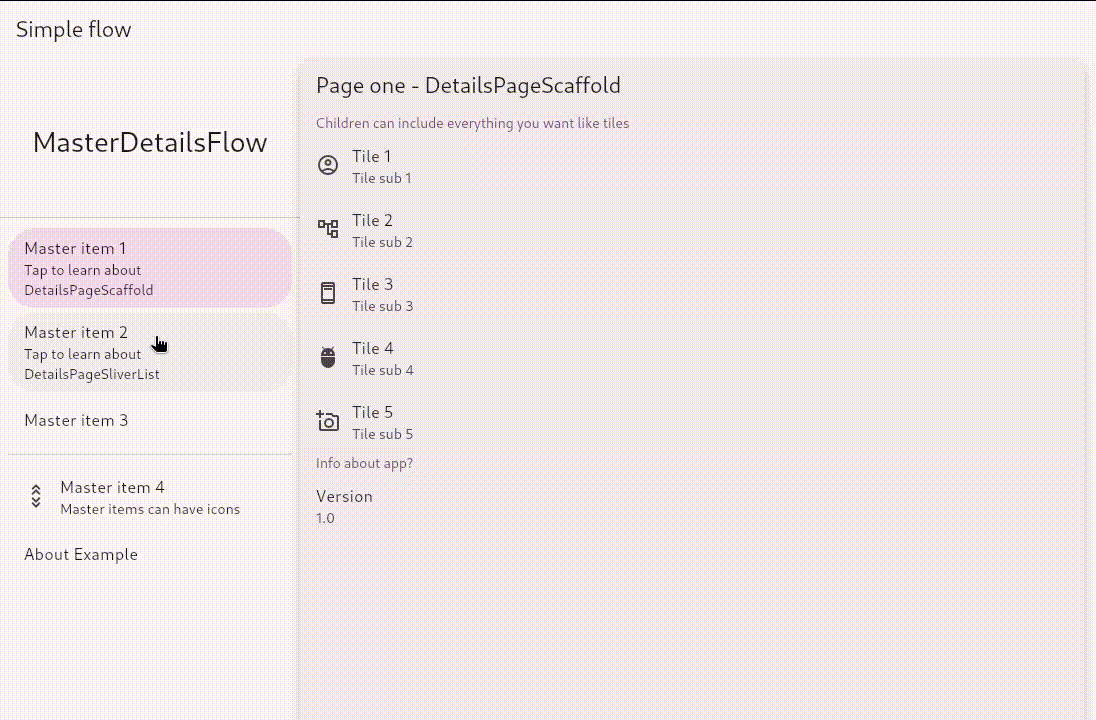 Simple flow
MasterDetailsFlow
Master item 1
Tap to learn about
DetailsPageScaffold
Master item 2
Tap to learn about
DetailsPageSliverList
Master item 3
Master item 4
Master items can have icons
About Example
Page one - DetailsPageScaffold
Children can include everything you want like tiles
Tile 1
Tile sub 1
Tile 2
Tile sub 2
Tile 3
Tile sub 3
Tile 4
Tile sub 4
Tile 5
Tile sub 5
Info about app?
Version
1.0